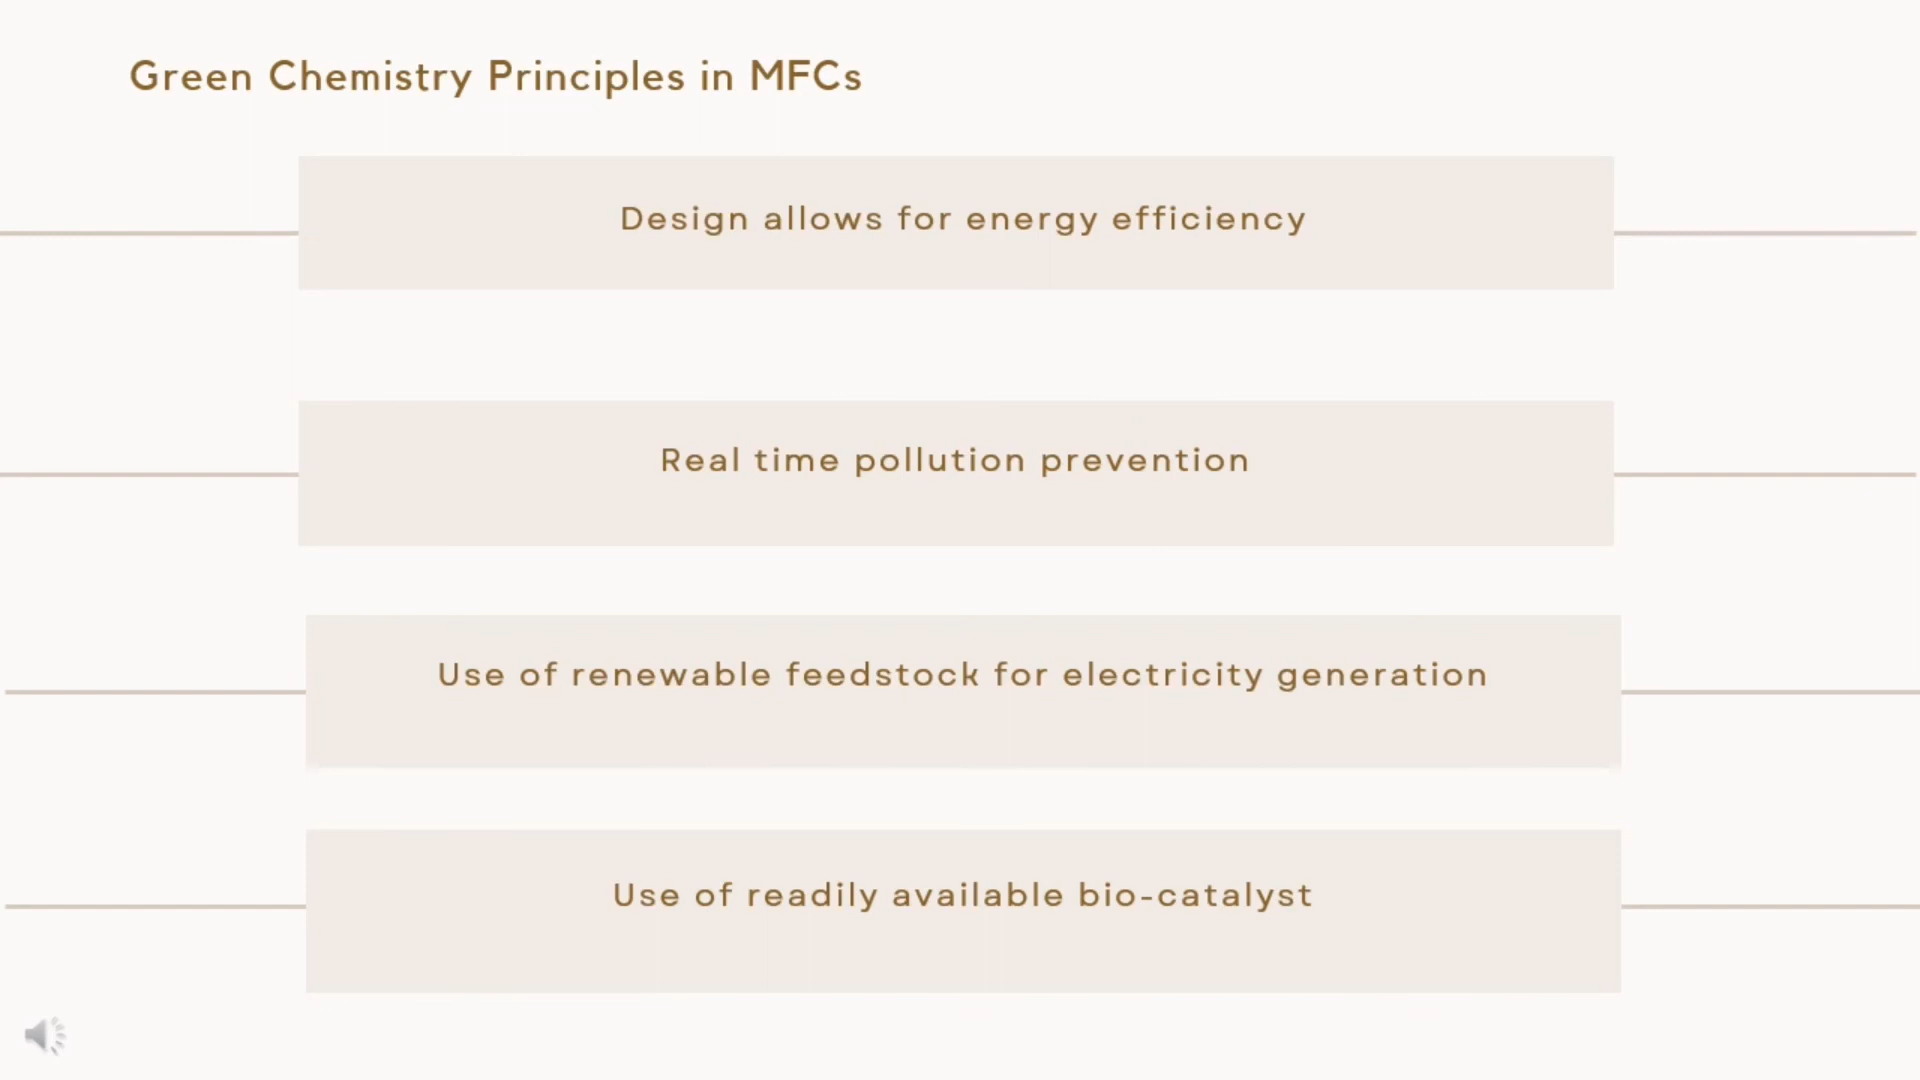 Green Chemistry Principles in MFCs
Design allows for energy efficiency
Real time pollution prevention
Use of renewable feedstock for electricity generation
Use of readily available bio-catalyst